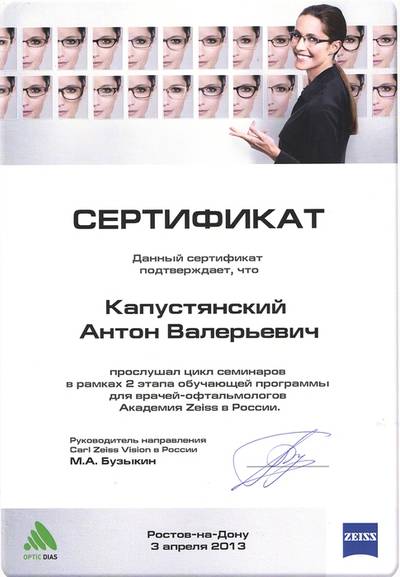 СЕРТИФИКАТ
Данный сертификат
подтверждает, что
Капустянский
Антон Валерьевич
прослушал цикл семинаров
в рамках 2 этапа обучающей программы
для врачей-офтальмологов
Академия Zeiss в России.
Руководитель направления
Carl Zeiss Vision в России
М.А. Бузыкин
OPTIC DIAS
Ростов-на-Дону
3 апреля 2013
ZEISS